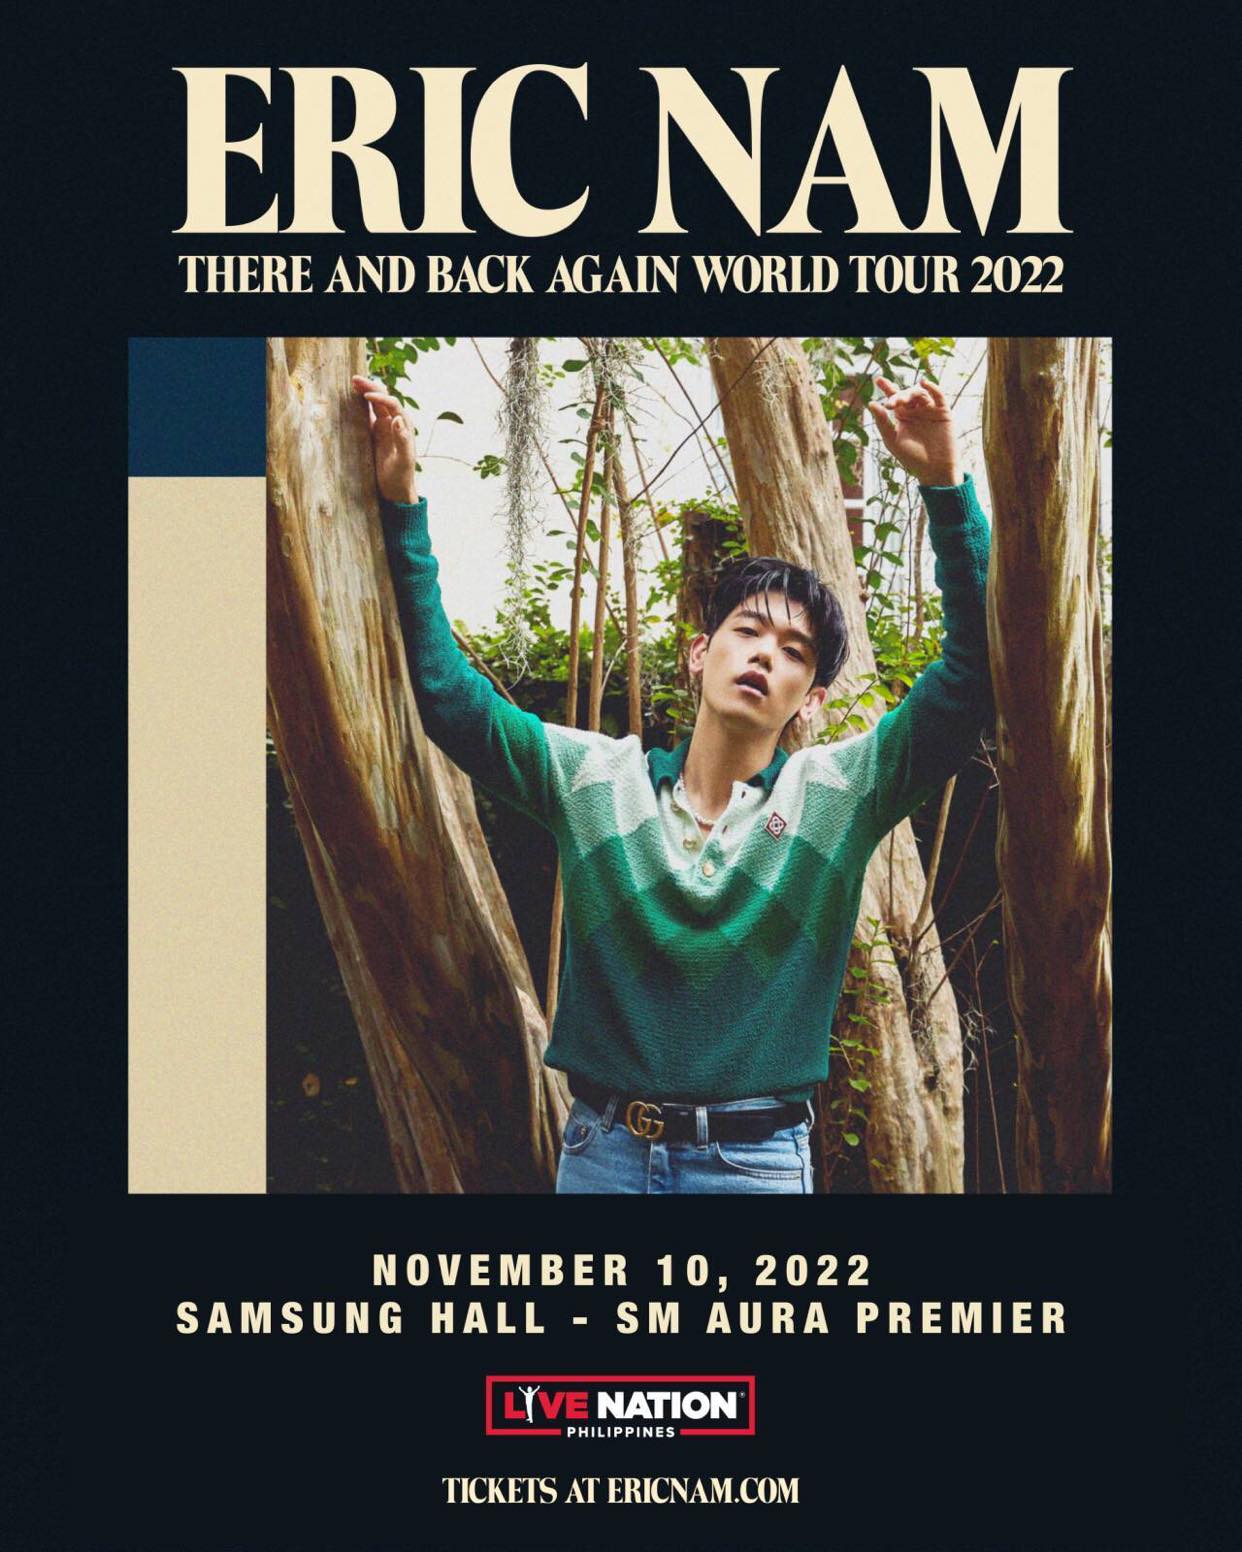 ERIC NAM
THERE AND BACK AGAIN WORLD TOUR 2022
NOVEMBER 10, 2022
SAMSUNG HALL - SM AURA PREMIER
LIVE NATION®
PHILIPPINES
TICKETS AT ERICNAM.COM